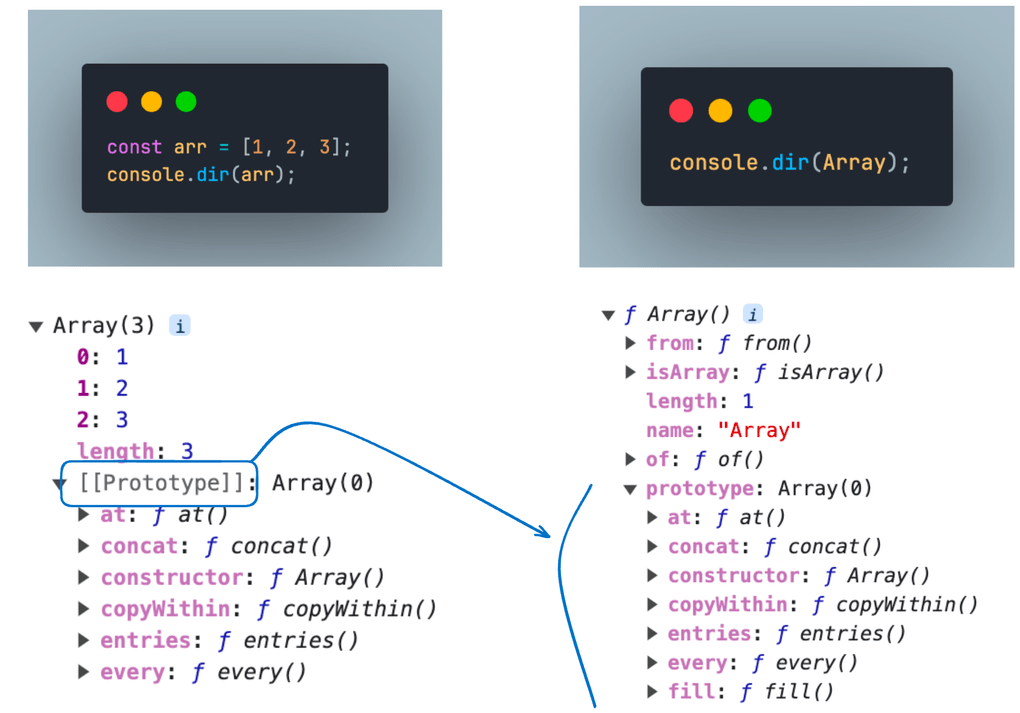 const arr = [1, 2, 3];
console.dir(arr);
Array(3) i
0: 1
1: 2
2: 3
length: 3
[[Prototype]]: Array(0)
at: ƒ at()
concat: ƒ concat()
constructor: ƒ Array()
copyWithin: ƒ copyWithin()
entries: ƒ entries()
every: ƒ every()
console.dir(Array);
ƒ Array() i
from: ƒ from()
isArray: ƒ isArray()
length: 1
name: "Array"
of: ƒ of()
prototype: Array(0)
at: ƒ at()
concat: ƒ concat()
constructor: ƒ Array()
copyWithin: ƒ copyWithin()
entries: ƒ entries()
every: ƒ every()
fill: ƒ fill()